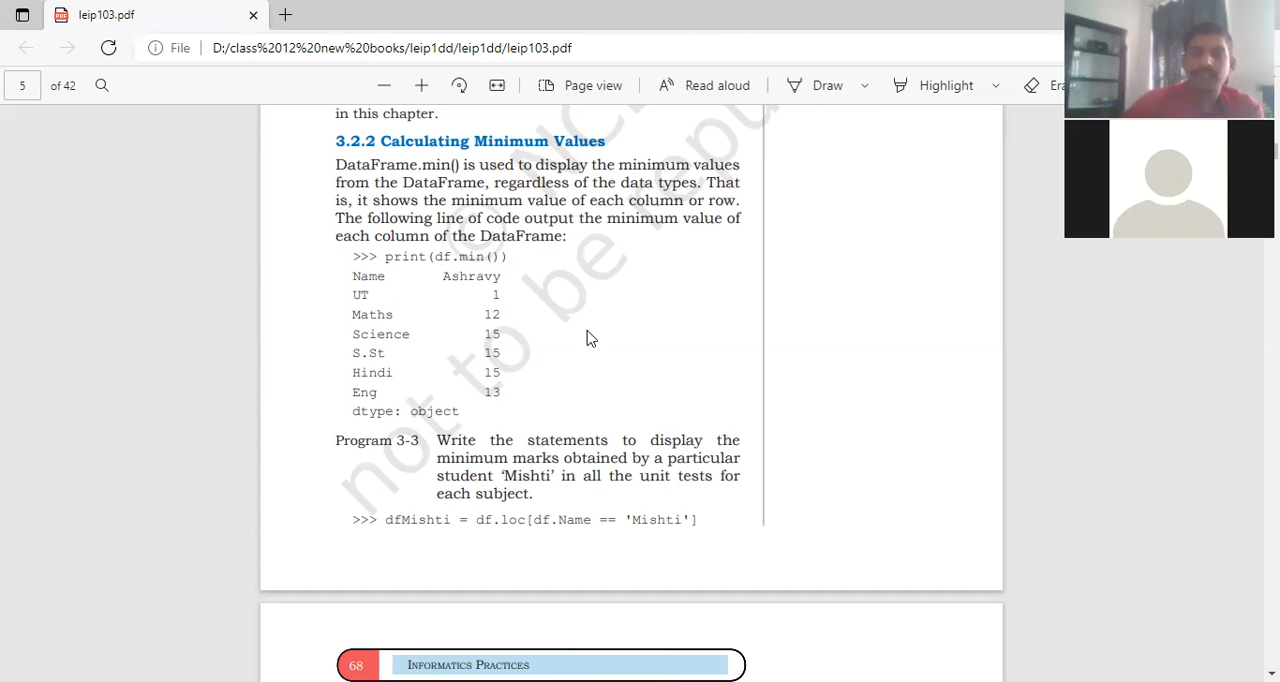 leip103.pdf
File D:/class%2012%20new%20books/leip1dd/leip1dd/leip103.pdf
5 of 42 Page view Read aloud Draw Highlight
in this chapter.
3.2.2 Calculating Minimum Values
DataFrame.min() is used to display the minimum values
from the DataFrame, regardless of the data types. That
is, it shows the minimum value of each column or row.
The following line of code output the minimum value of
each column of the DataFrame:
>>> print(df.min())
Name Ashravy
UT 1
Maths 12
Science 15
S.St 15
Hindi 15
Eng 13
dtype: object
Program 3-3 Write the statements to display the
minimum marks obtained by a particular
student ‘Mishti’ in all the unit tests for
each subject.
>>> dfMishti = df.loc[df.Name == 'Mishti']
not to be
68 INFORMATICS PRACTICES